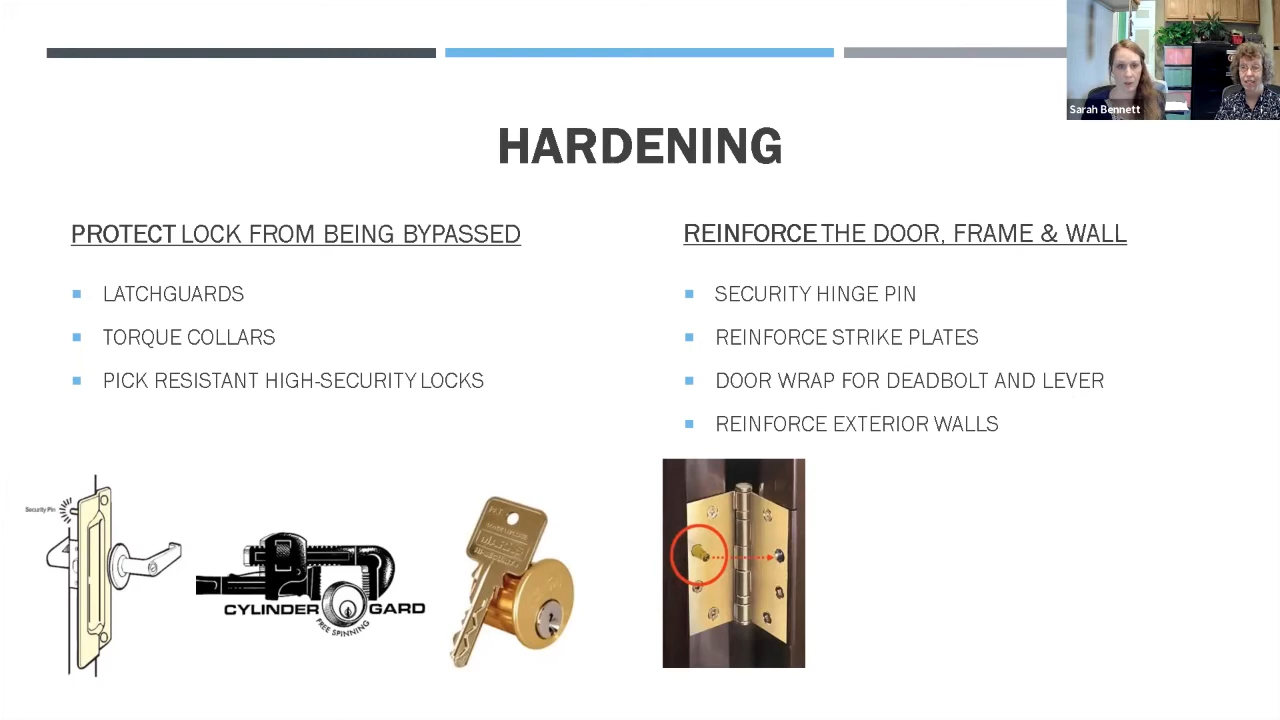 Sarah Bennett
HARDENING
PROTECT LOCK FROM BEING BYPASSED
LATCHGUARDS
TORQUE COLLARS
PICK RESISTANT HIGH-SECURITY LOCKS
REINFORCE THE DOOR, FRAME & WALL
SECURITY HINGE PIN
REINFORCE STRIKE PLATES
DOOR WRAP FOR DEADBOLT AND LEVER
REINFORCE EXTERIOR WALLS
Security Pin
CYLINDER GARD
FREE SPINNING